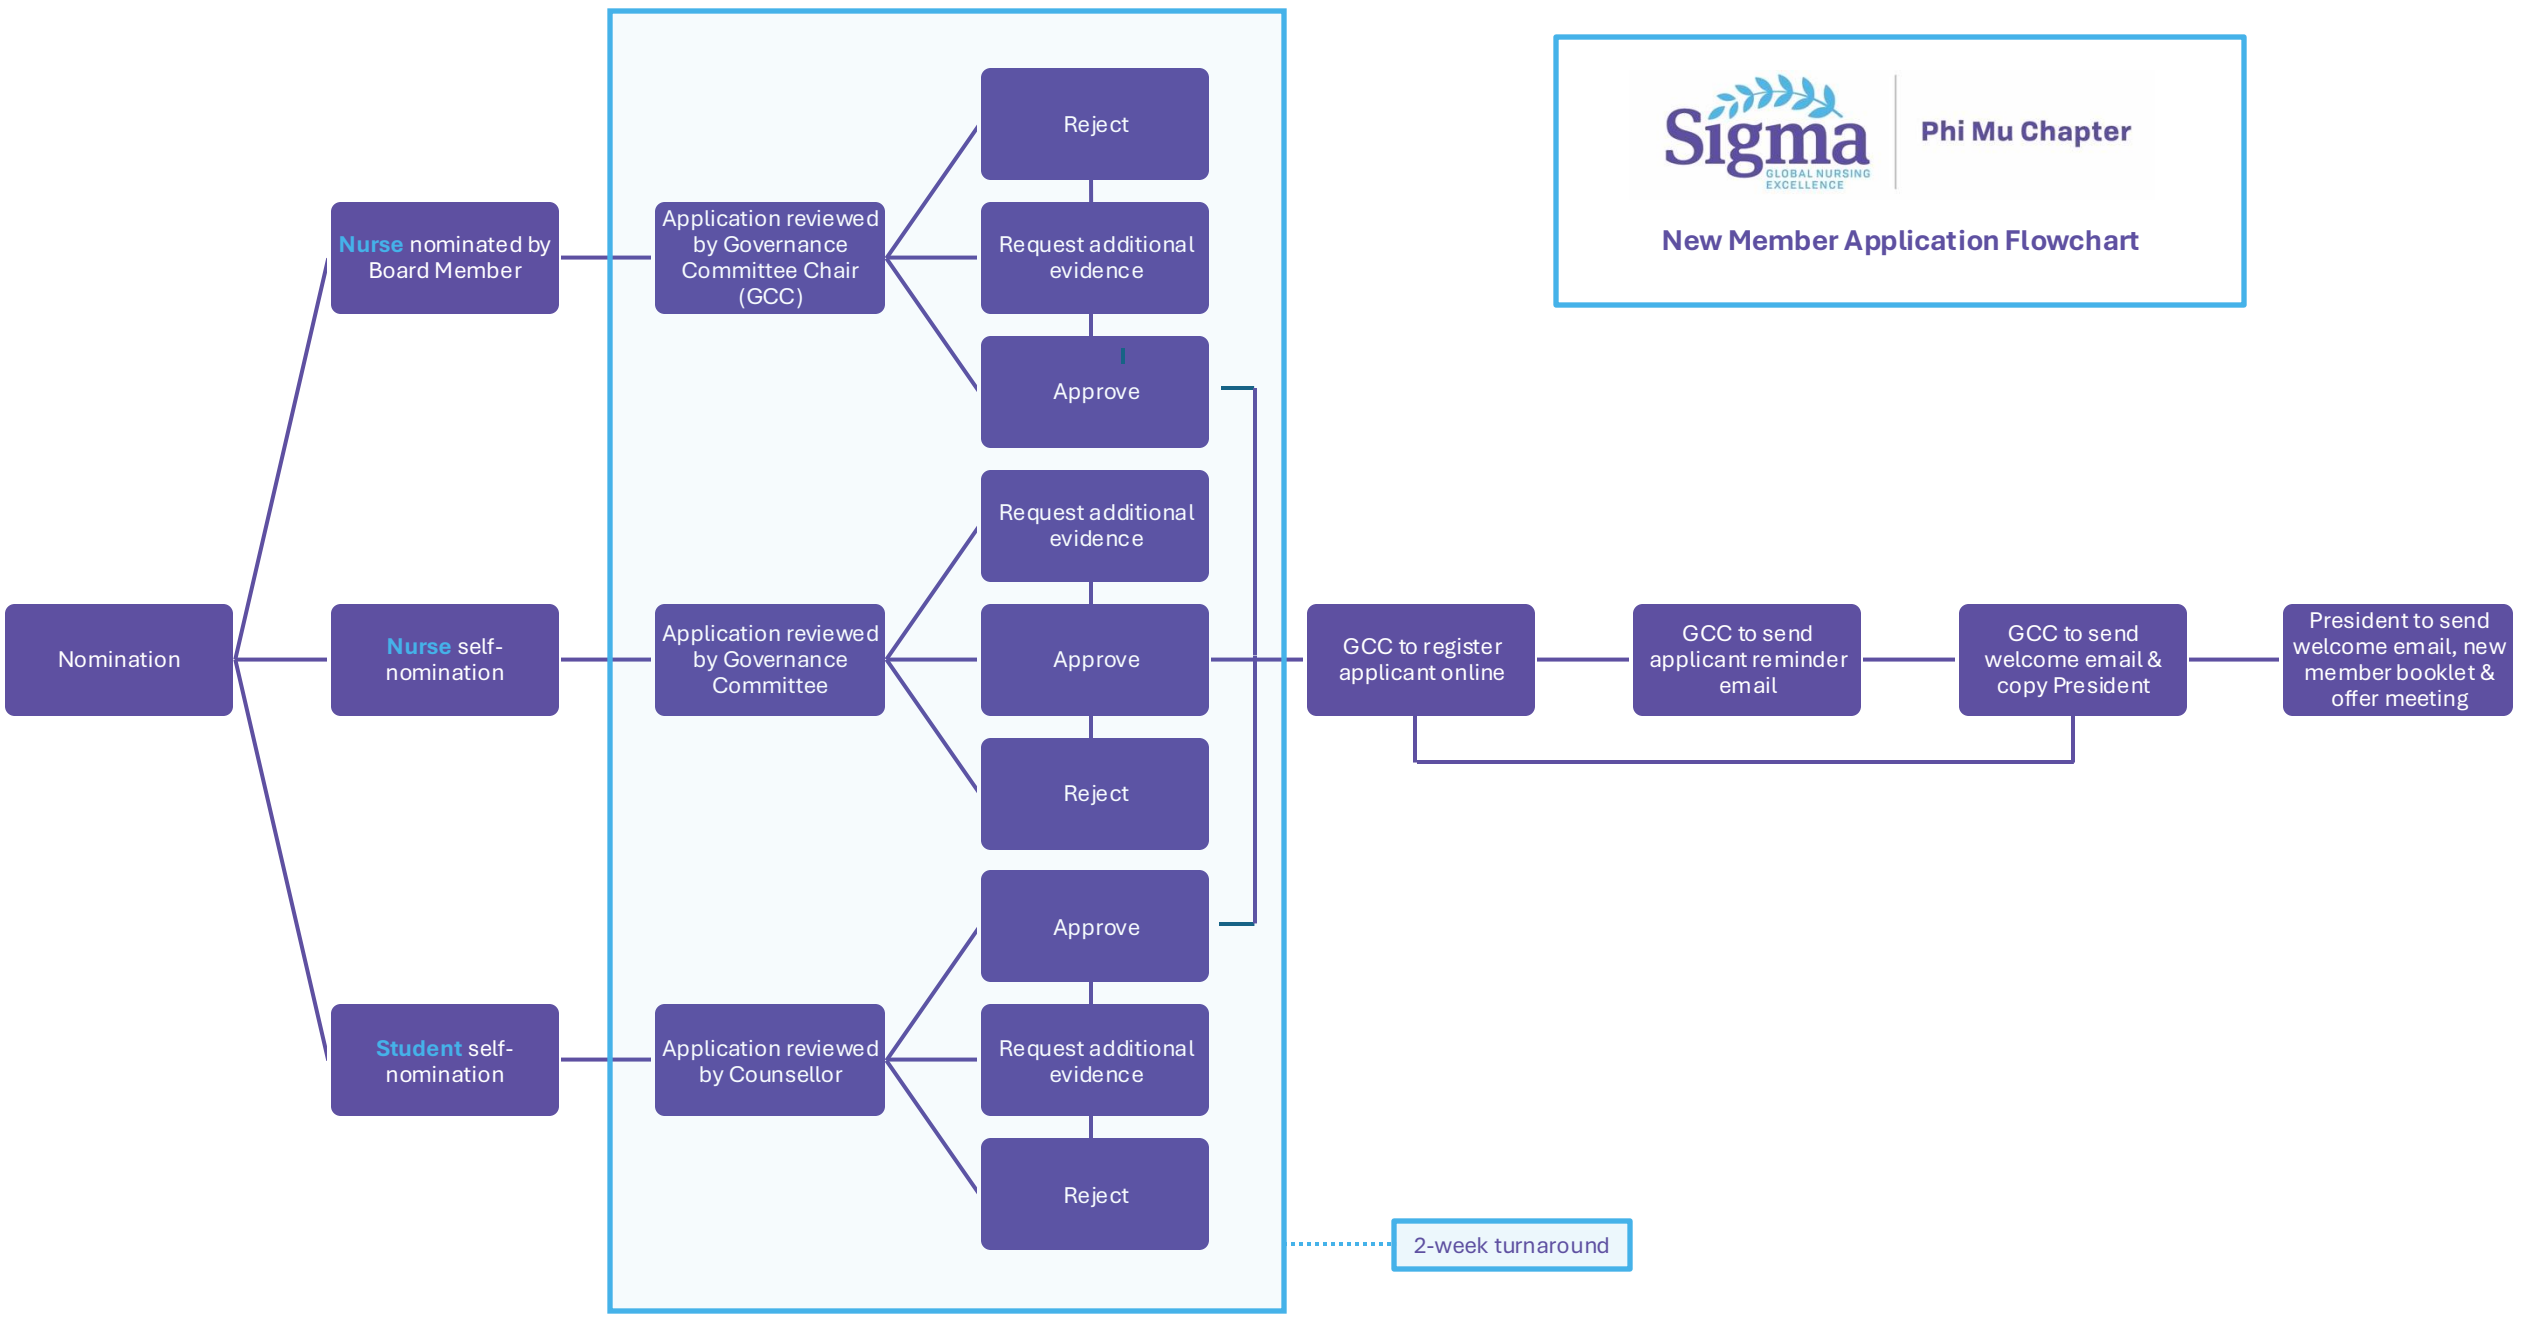 Sigma
GLOBAL NURSING
EXCELLENCE
Phi Mu Chapter
New Member Application Flowchart
Nomination
Nurse nominated by
Board Member
Application reviewed
by Governance
Committee Chair
(GCC)
Reject
Request additional
evidence
Approve
Nurse self-
nomination
Application reviewed
by Governance
Committee
Request additional
evidence
Approve
Reject
Student self-
nomination
Application reviewed
by Counsellor
Approve
Request additional
evidence
Reject
GCC to register
applicant online
GCC to send
applicant reminder
email
GCC to send
welcome email &
copy President
President to send
welcome email, new
member booklet &
offer meeting
2-week turnaround